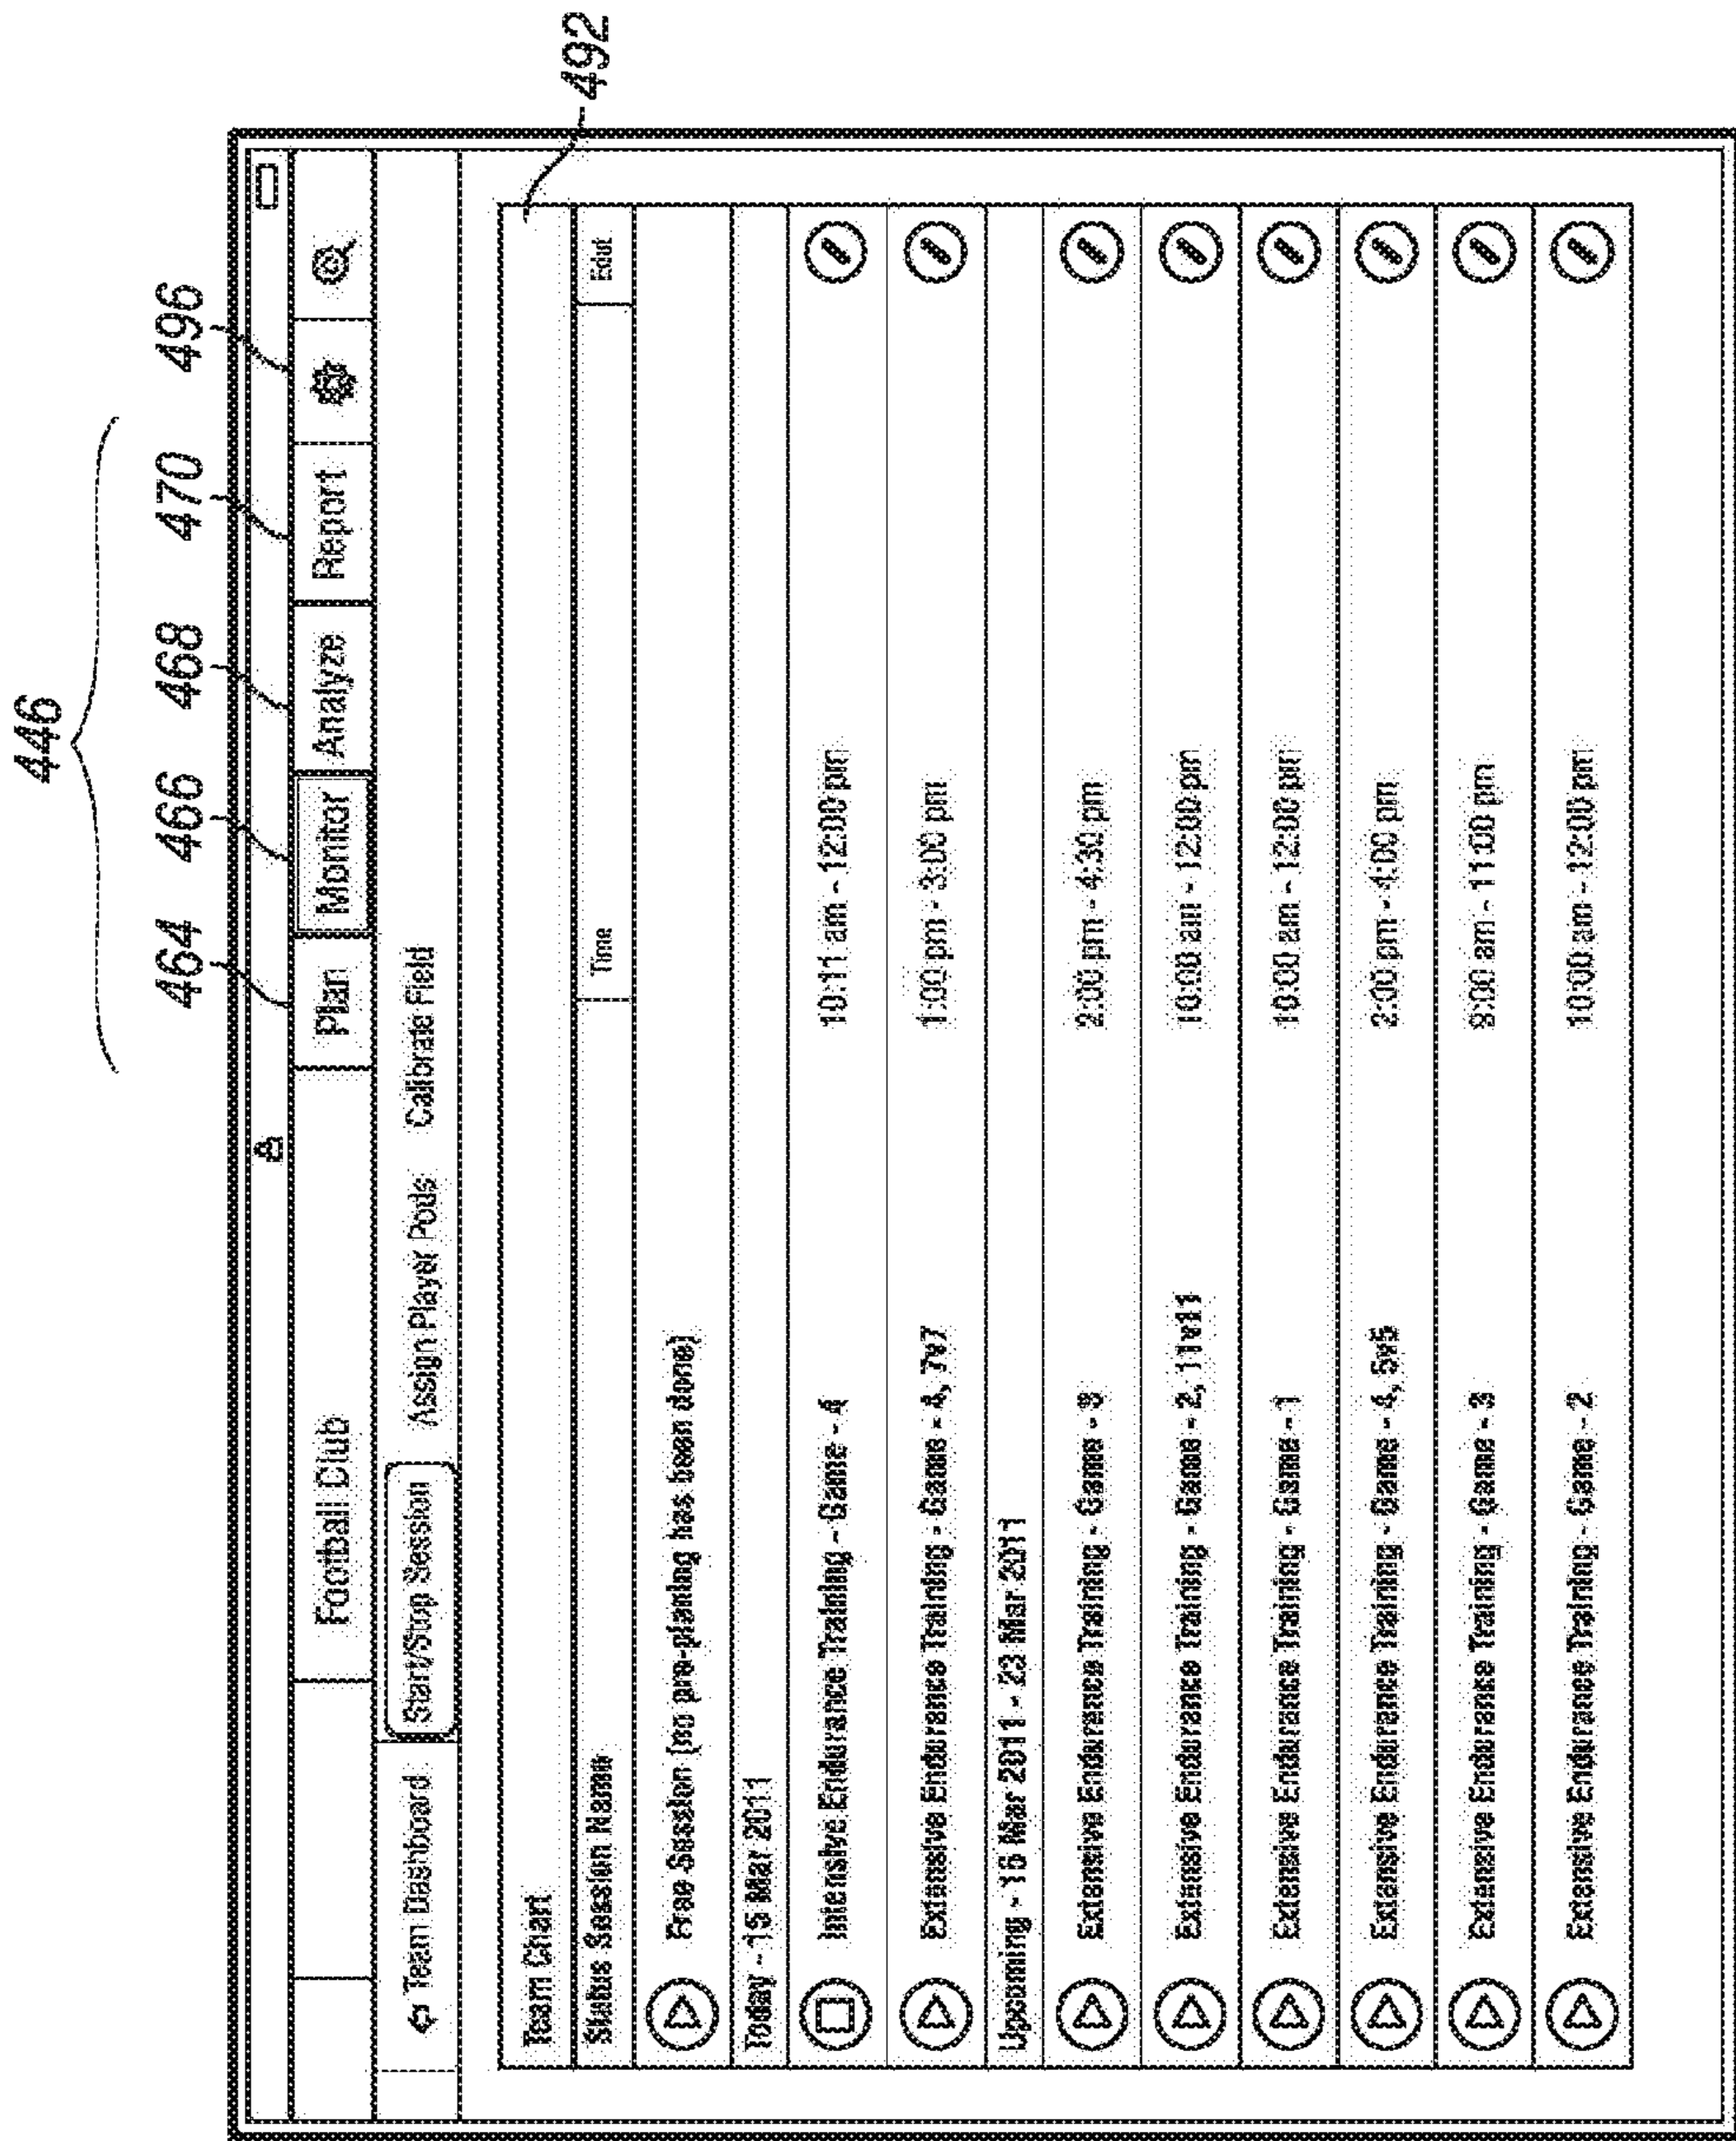 446
464 466 468 470 496
Football Club Plan Monitor Analyze Report
Team Dashboard Start/Stop Session Assign Player Pods Calibrate Field
492
Team Chart
Status Session Name Time
Free Session (no pre-planing has been done)
Today - 15 Mar 2011
Intensive Endurance Training - Game - 4 10:11 am - 12:00 pm
Extensive Endurance Training - Game - 4, 7v7 1:00 pm - 3:00 pm
Upcoming - 16 Mar 2011 - 23 Mar 2011
Extensive Endurance Training - Game - 2:00 pm - 4:30 pm
Extensive Endurance Training - Game - 2, 11v11 10:00 am - 12:00 pm
Extensive Endurance Training - Game - 1 10:00 am - 12:00 pm
Extensive Endurance Training - Game - 4, 5v5 2:00 pm - 4:00 pm
Extensive Endurance Training - Game - 3 9:00 am - 11:00 pm
Extensive Endurance Training - Game - 2 10:00 am - 12:00 pm